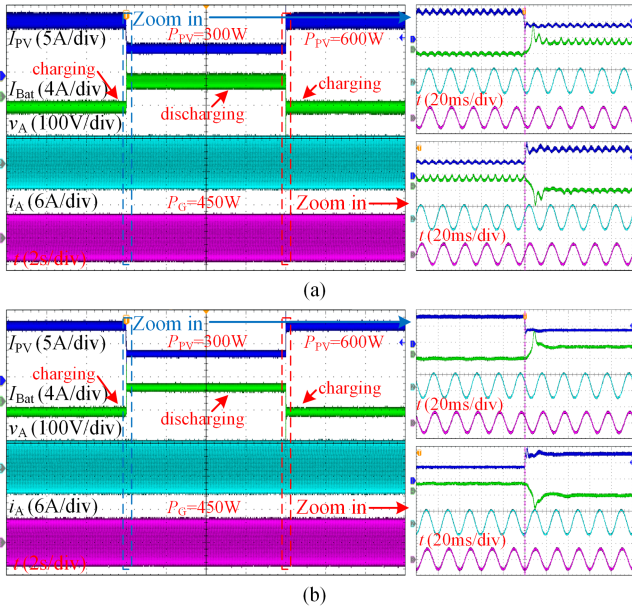 Zoom in
I_PV (5A/div) P_PV=300W P_PV=600W
charging
I_Bat (4A/div) charging
discharging
v_A (100V/div)
i_A (6A/div) P_G=450W Zoom in
t (2s/div)
t (20ms/div)
t (20ms/div)
(a)
Zoom in
I_PV (5A/div) P_PV=300W P_PV=600W
charging
I_Bat (4A/div) charging
discharging
v_A (100V/div)
i_A (6A/div) P_G=450W Zoom in
t (2s/div)
t (20ms/div)
t (20ms/div)
(b)